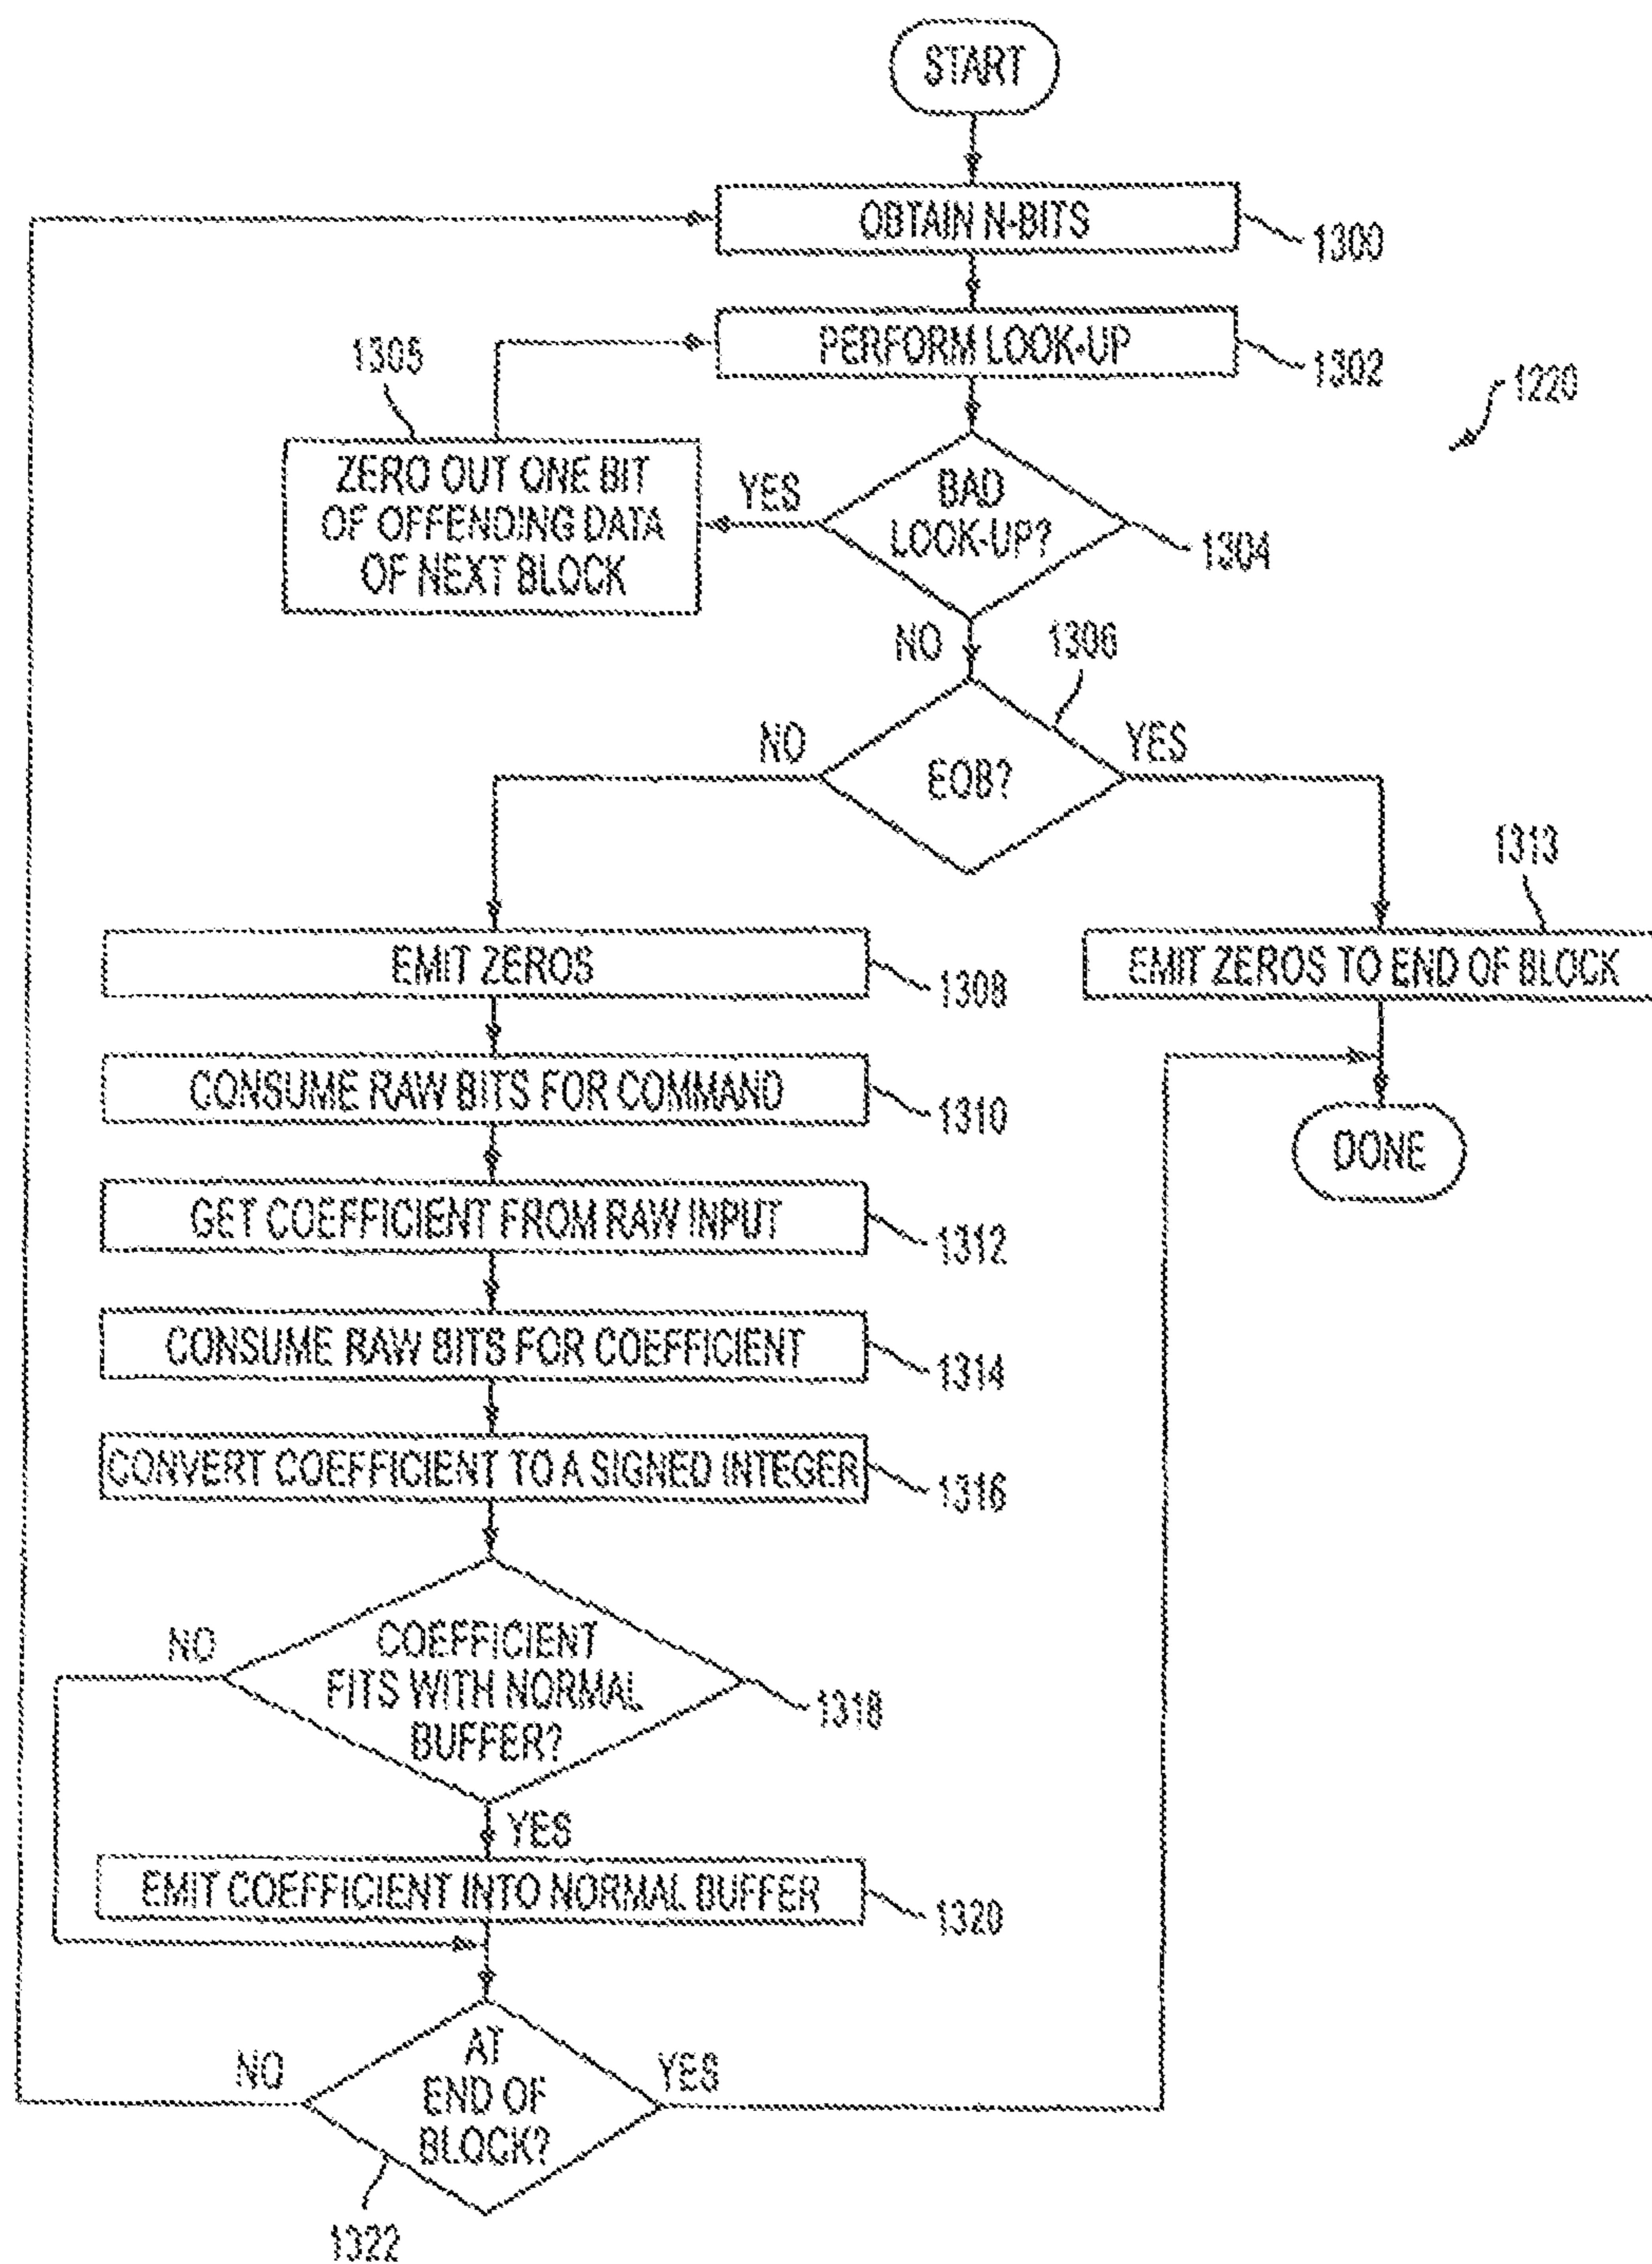 START
OBTAIN N-BITS
1300
PERFORM LOOK-UP
1302
1305
1220
ZERO OUT ONE BIT
OF OFFENDING DATA
OF NEXT BLOCK
YES
BAD
LOOK-UP?
1304
NO
1306
NO
EOB?
YES
1313
EMIT ZEROS
1308
EMIT ZEROS TO END OF BLOCK
CONSUME RAW BITS FOR COMMAND
1310
DONE
GET COEFFICIENT FROM RAW INPUT
1312
CONSUME RAW BITS FOR COEFFICIENT
1314
CONVERT COEFFICIENT TO A SIGNED INTEGER
1316
NO
COEFFICIENT
FITS WITH NORMAL
BUFFER?
1318
YES
EMIT COEFFICIENT INTO NORMAL BUFFER
1320
NO
AT
END OF
BLOCK?
YES
1322